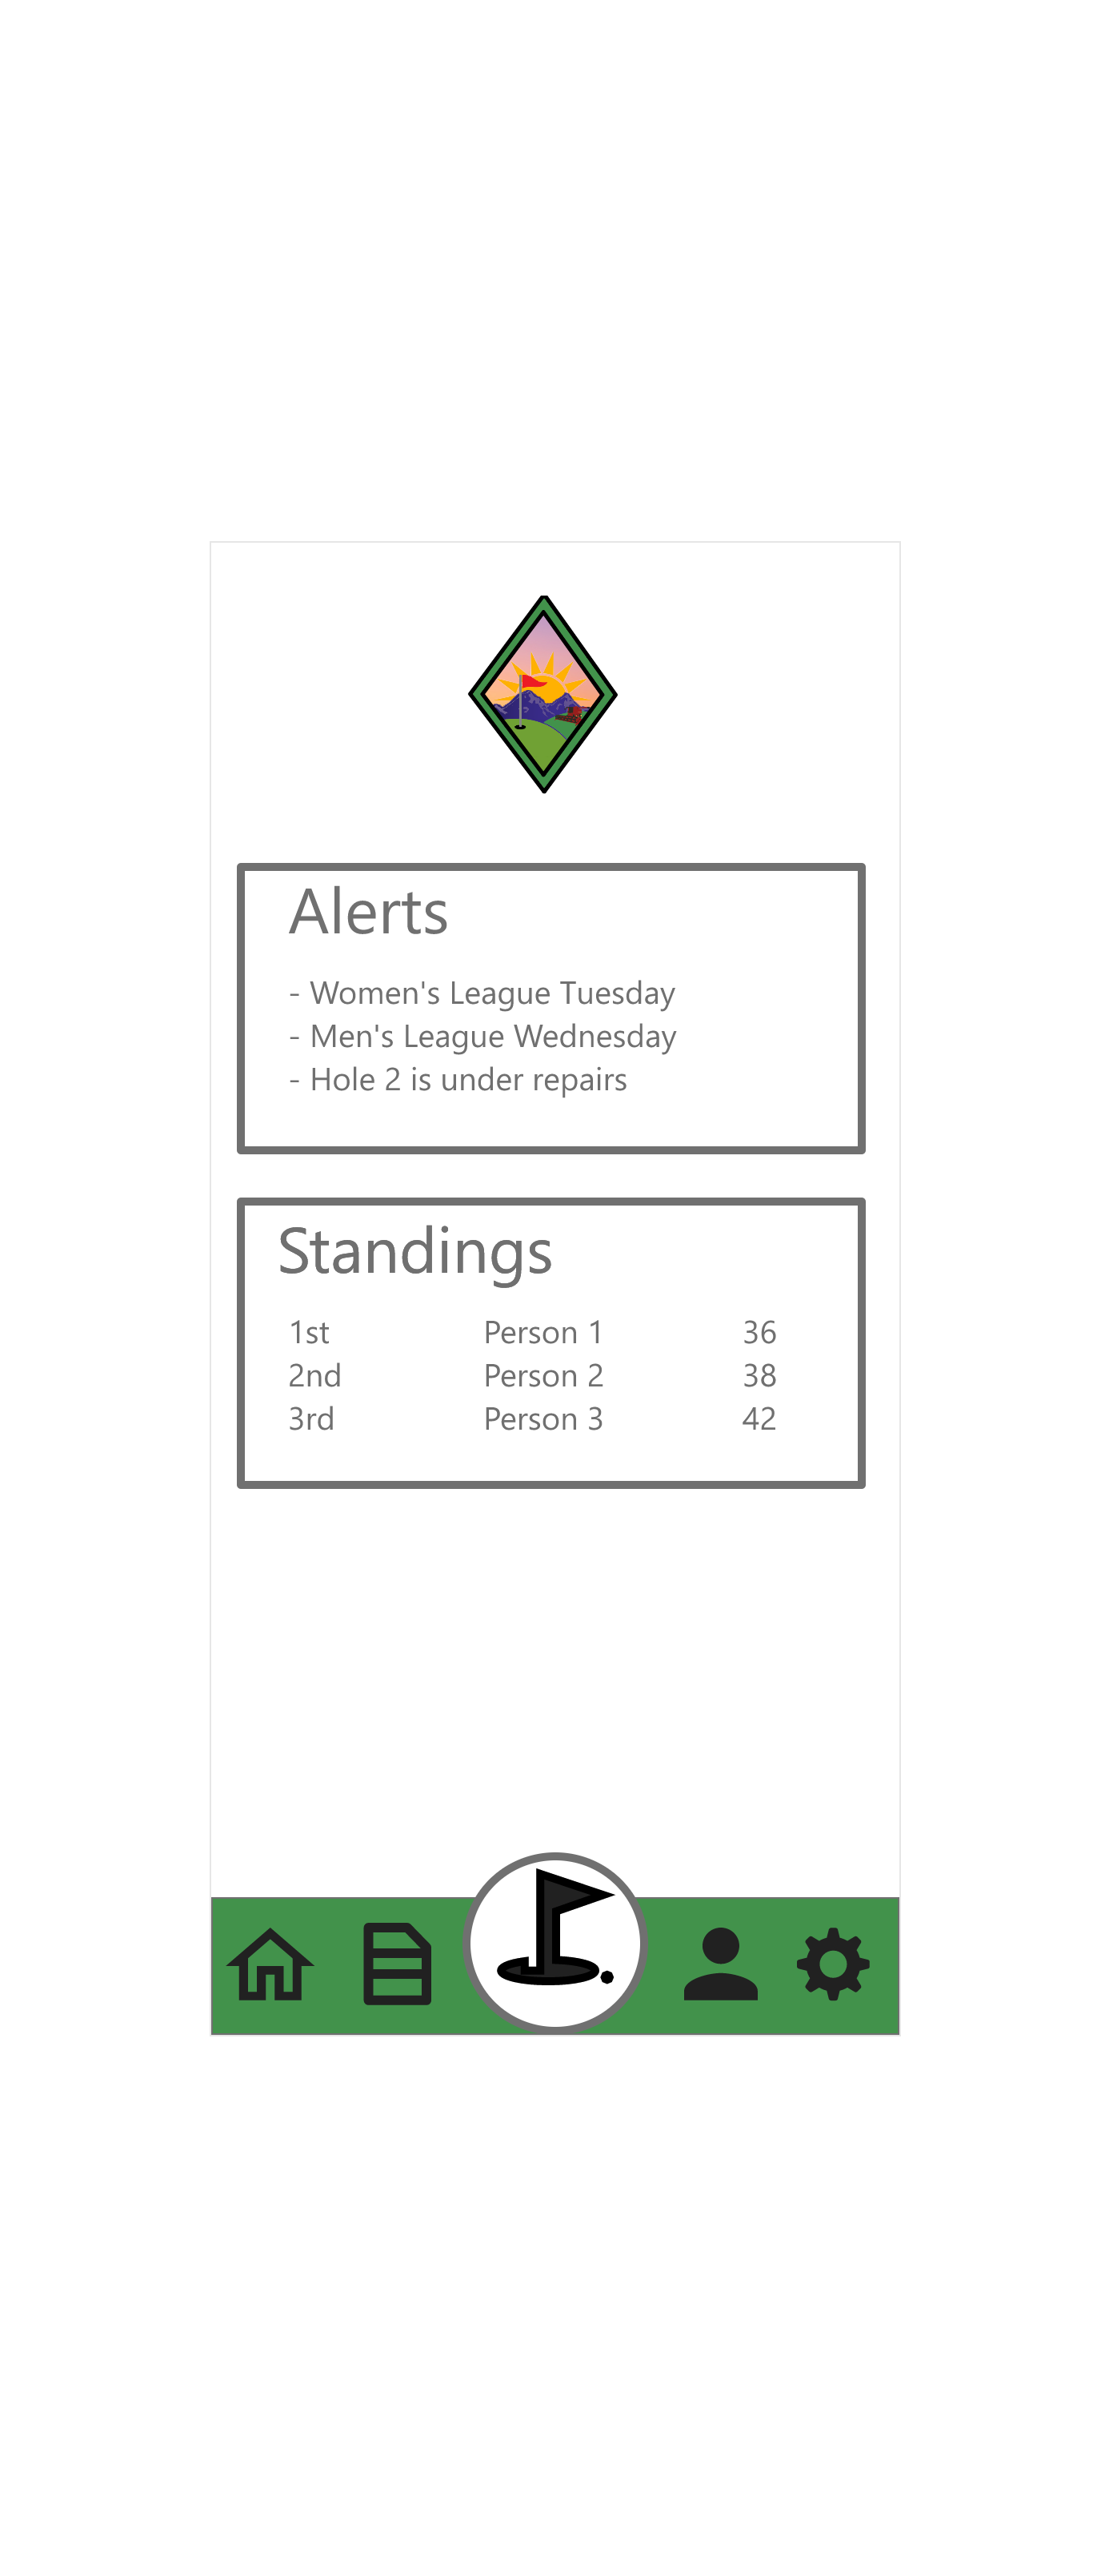 Alerts
- Women's League Tuesday
- Men's League Wednesday
- Hole 2 is under repairs
Standings
1st Person 1 36
2nd Person 2 38
3rd Person 3 42